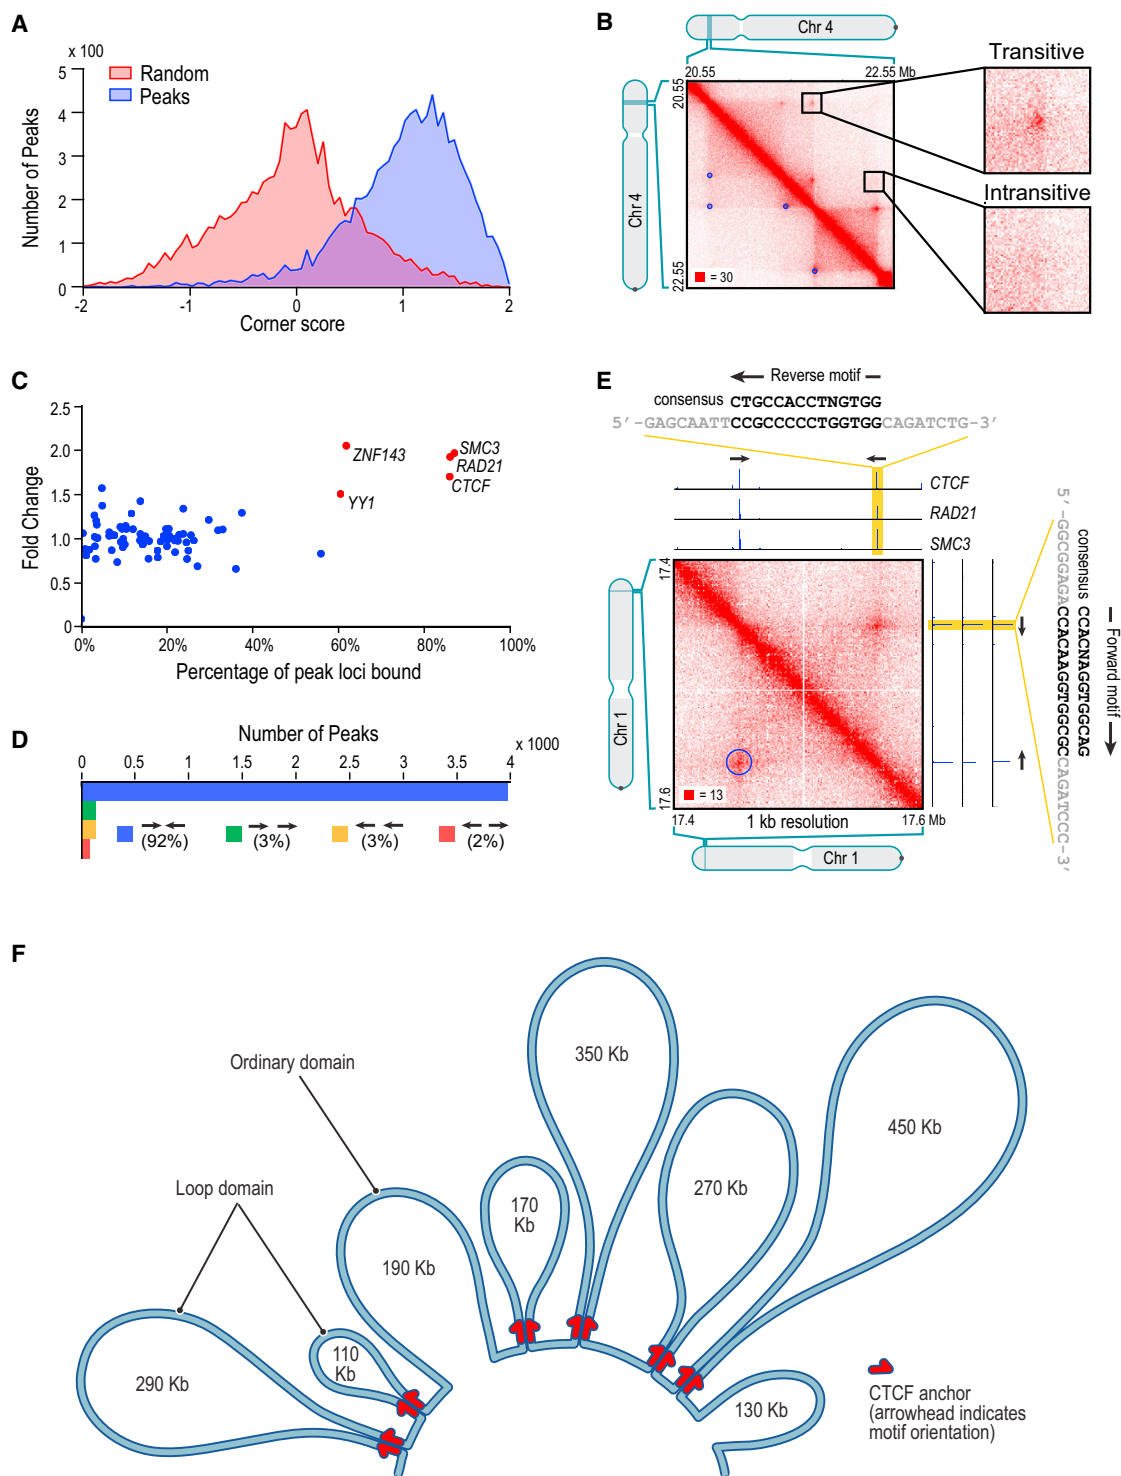 A
x 100
5
4
3
2
1
0
Number of Peaks
Random
Peaks
-2
-1
0
1
2
Corner score
B
Chr 4
20.55
22.55 Mb
20.55
22.55
Chr 4
= 30
Transitive
Intransitive
C
2.5
2.0
1.5
1.0
0.5
0
Fold Change
ZNF143
SMC3
RAD21
CTCF
YY1
0%
20%
40%
60%
80%
100%
Percentage of peak loci bound
D
Number of Peaks
x 1000
0
0.5
1
1.5
2
2.5
3
3.5
4
(92%)
(3%)
(3%)
(2%)
E
Reverse motif
consensus CTGCCACCTNGTGG
5′ -GAGCAATTCCGCCCCCTGGTGGCAGATCTG-3′
CTCF
RAD21
SMC3
17.4
17.6
Chr 1
= 13
17.4
1 kb resolution
17.6 Mb
Chr 1
5′ -GGCGGAGACCACAAGGTGGCGCCAGATCCC-3′
consensus CCACNAGGTGGCAG
Forward motif
F
Ordinary domain
Loop domain
290 Kb
110
Kb
190 Kb
170
Kb
350 Kb
270 Kb
450 Kb
130 Kb
CTCF anchor
(arrowhead indicates
motif orientation)